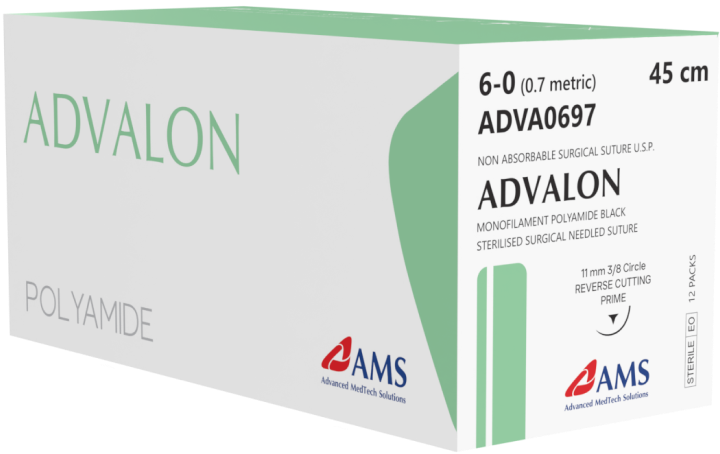 ADVALON
POLYAMIDE
AMS
Advanced MedTech Solutions
6-0 (0.7 metric)
45 cm
ADVA0697
NON ABSORBABLE SURGICAL SUTURE U.S.P.
ADVALON
MONOFILAMENT POLYAMIDE BLACK
STERILISED SURGICAL NEEDLED SUTURE
11 mm 3/8 Circle
REVERSE CUTTING
PRIME
STERILE EO 12 PACKS
AMS
Advanced MedTech Solutions